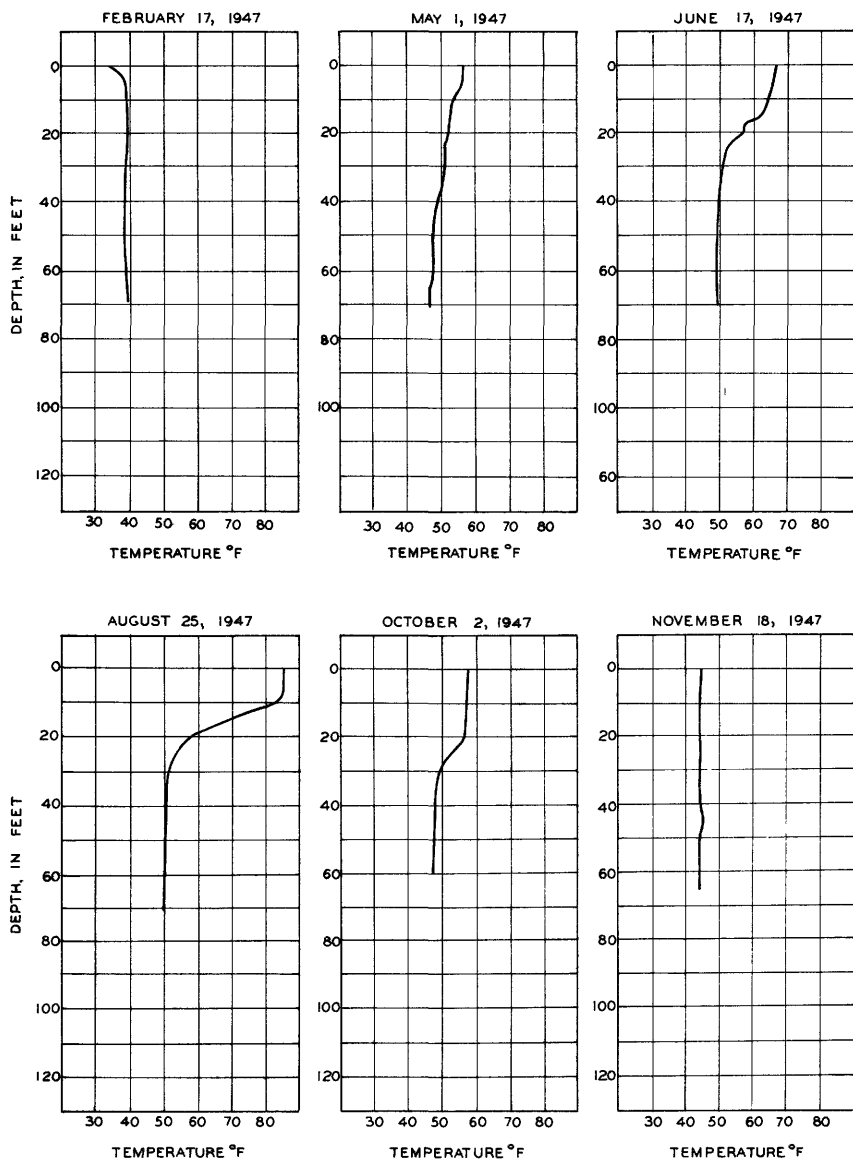 FEBRUARY 17, 1947
MAY 1, 1947
JUNE 17, 1947
DEPTH, IN FEET
0
20
40
60
80
100
120
0
20
40
60
80
100
0
20
40
60
80
100
60
30 40 50 60 70 80
30 40 50 60 70 80
30 40 50 60 70 80
TEMPERATURE °F
TEMPERATURE °F
TEMPERATURE °F
AUGUST 25, 1947
OCTOBER 2, 1947
NOVEMBER 18, 1947
DEPTH, IN FEET
0
20
40
60
80
100
120
0
20
40
60
80
100
120
0
20
40
60
80
100
120
30 40 50 60 70 80
30 40 50 60 70 80
30 40 50 60 70 80
TEMPERATURE °F
TEMPERATURE °F
TEMPERATURE °F